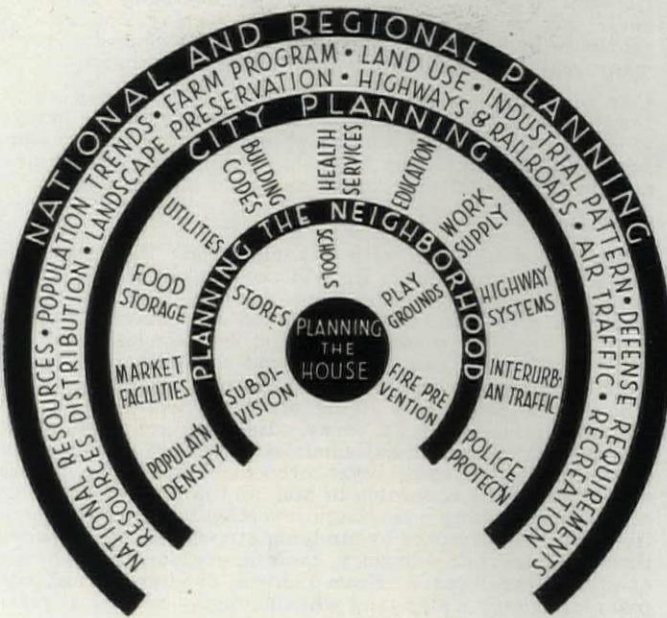 NATIONAL AND REGIONAL PLANNING
NATIONAL RESOURCES • POPULATION TRENDS • FARM PROGRAM • LAND USE • INDUSTRIAL PATTERN • DEFENSE REQUIREMENTS
RESOURCES DISTRIBUTION • LANDSCAPE PRESERVATION • HIGHWAYS & RAILROADS • AIR TRAFFIC • RECREATION
CITY PLANNING
POPULAT'N
DENSITY
MARKET
FACILITIES
FOOD
STORAGE
UTILITIES
BUILDING
CODES
HEALTH
SERVICES
EDUCATION
WORK
SUPPLY
HIGHWAY
SYSTEMS
INTERURB-
AN TRAFFIC
POLICE
PROTECT'N
PLANNING THE NEIGHBORHOOD
SUBDI-
VISION
STORES
SCHOOLS
PLAY
GROUNDS
FIRE PRE
VENTION
PLANNING
THE
HOUSE